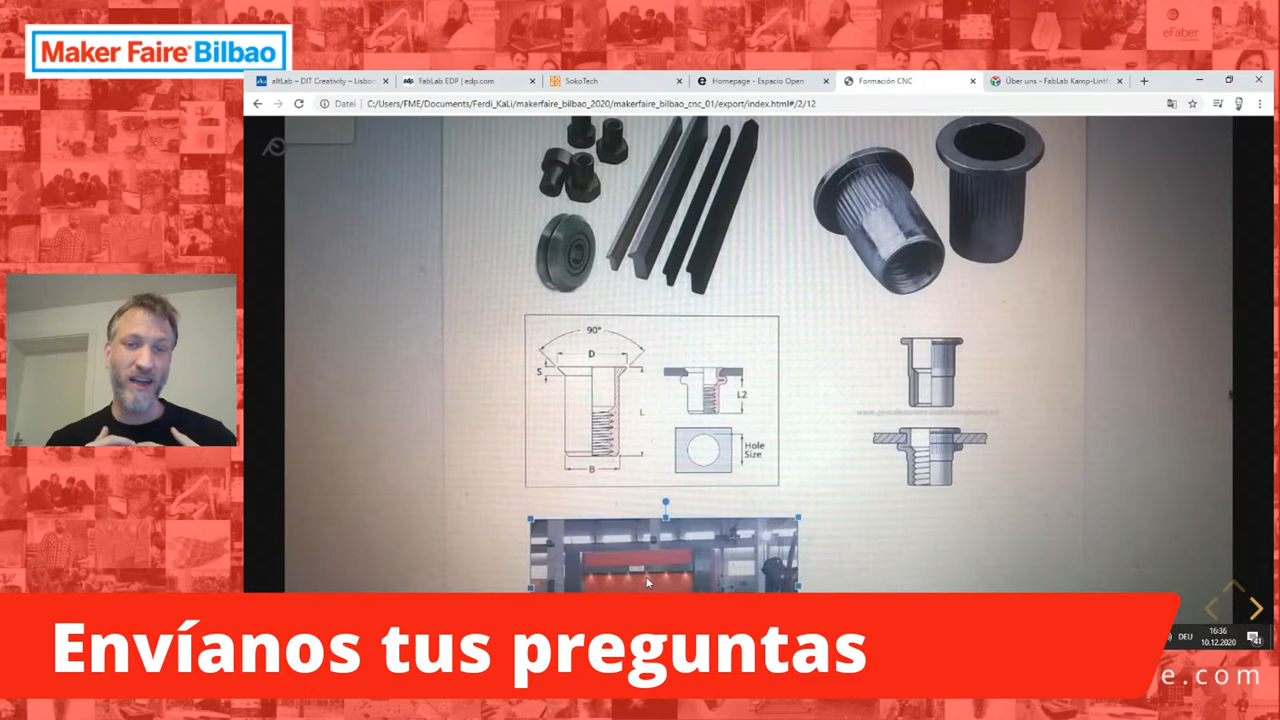 Maker Faire Bilbao
eFaber
altLab – DIT Creativity – Lisbo
edp
FabLab EDP | edp.com
SokoTech
Homepage - Espacio Open
Formación CNC
Über uns - FabLab Kamp-Lintf
Datei
C:/Users/FME/Documents/Ferdi_KaLi/makerfaire_bilbao_2020/makerfaire_bilbao_cnc_01/export/index.html#/2/12
90°
D
S
L
L2
B
Hole
Size
DEU
16:36
10.12.2020
41
Envíanos tus preguntas
e.com